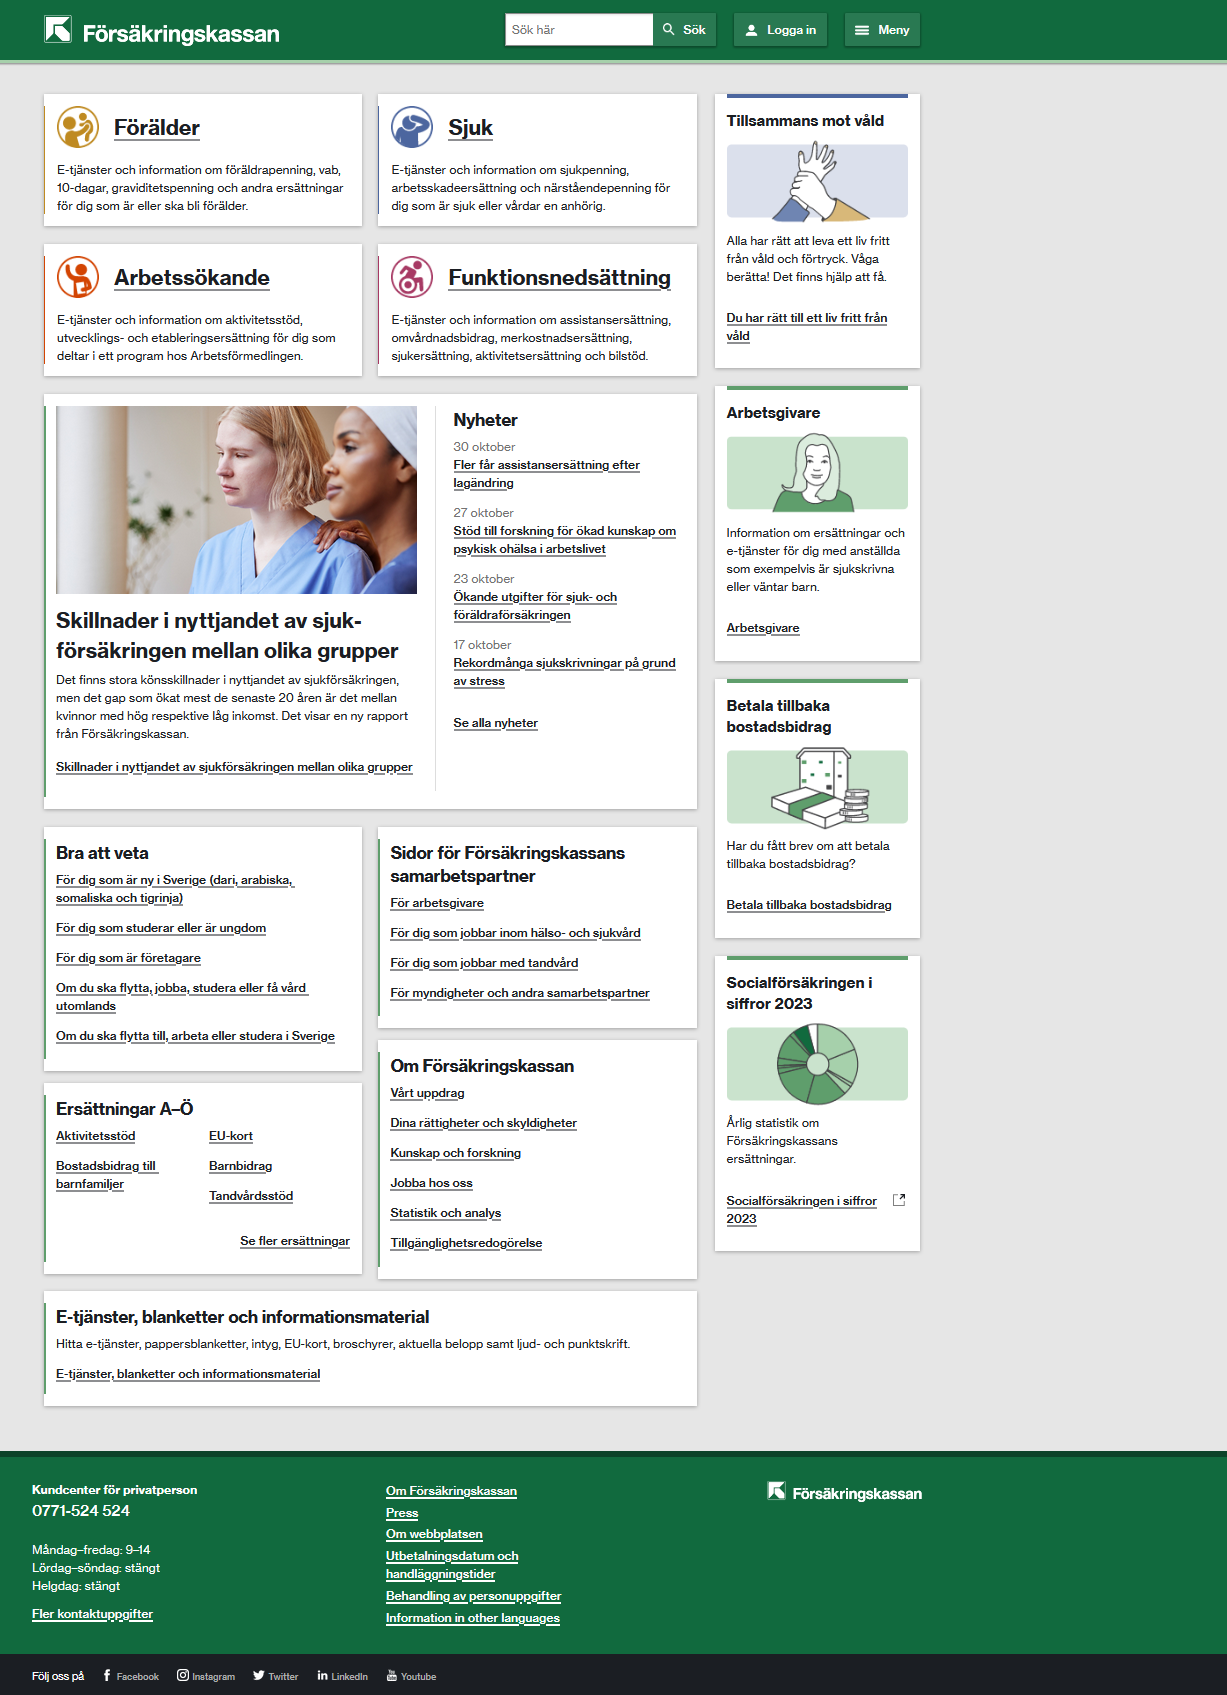 Försäkringskassan
Sök här
Sök
Logga in
Meny
Förälder
E-tjänster och information om föräldrapenning, vab,
10-dagar, graviditetspenning och andra ersättningar
för dig som är eller ska bli förälder.
Sjuk
E-tjänster och information om sjukpenning,
arbetsskadeersättning och närståendepenning för
dig som är sjuk eller vårdar en anhörig.
Arbetssökande
E-tjänster och information om aktivitetsstöd,
utvecklings- och etableringsersättning för dig som
deltar i ett program hos Arbetsförmedlingen.
Funktionsnedsättning
E-tjänster och information om assistansersättning,
omvårdnadsbidrag, merkostnadsersättning,
sjukersättning, aktivitetsersättning och bilstöd.
Skillnader i nyttjandet av sjuk-
försäkringen mellan olika grupper
Det finns stora könsskillnader i nyttjandet av sjukförsäkringen,
men det gap som ökat mest de senaste 20 åren är det mellan
kvinnor med hög respektive låg inkomst. Det visar en ny rapport
från Försäkringskassan.
Skillnader i nyttjandet av sjukförsäkringen mellan olika grupper
Nyheter
30 oktober
Fler får assistansersättning efter
lagändring
27 oktober
Stöd till forskning för ökad kunskap om
psykisk ohälsa i arbetslivet
23 oktober
Ökande utgifter för sjuk- och
föräldraförsäkringen
17 oktober
Rekordmånga sjukskrivningar på grund
av stress
Se alla nyheter
Bra att veta
För dig som är ny i Sverige (dari, arabiska,
somaliska och tigrinja)
För dig som studerar eller är ungdom
För dig som är företagare
Om du ska flytta, jobba, studera eller få vård
utomlands
Om du ska flytta till, arbeta eller studera i Sverige
Sidor för Försäkringskassans
samarbetspartner
För arbetsgivare
För dig som jobbar inom hälso- och sjukvård
För dig som jobbar med tandvård
För myndigheter och andra samarbetspartner
Ersättningar A–Ö
Aktivitetsstöd
Bostadsbidrag till
barnfamiljer
EU-kort
Barnbidrag
Tandvårdsstöd
Se fler ersättningar
Om Försäkringskassan
Vårt uppdrag
Dina rättigheter och skyldigheter
Kunskap och forskning
Jobba hos oss
Statistik och analys
Tillgänglighetsredogörelse
E-tjänster, blanketter och informationsmaterial
Hitta e-tjänster, pappersblanketter, intyg, EU-kort, broschyrer, aktuella belopp samt ljud- och punktskrift.
E-tjänster, blanketter och informationsmaterial
Tillsammans mot våld
Alla har rätt att leva ett liv fritt
från våld och förtryck. Våga
berätta! Det finns hjälp att få.
Du har rätt till ett liv fritt från
våld
Arbetsgivare
Information om ersättningar och
e-tjänster för dig med anställda
som exempelvis är sjukskrivna
eller väntar barn.
Arbetsgivare
Betala tillbaka
bostadsbidrag
Har du fått brev om att betala
tillbaka bostadsbidrag?
Betala tillbaka bostadsbidrag
Socialförsäkringen i
siffror 2023
Årlig statistik om
Försäkringskassans
ersättningar.
Socialförsäkringen i siffror
2023
Kundcenter för privatperson
0771-524 524
Måndag–fredag: 9–14
Lördag–söndag: stängt
Helgdag: stängt
Fler kontaktuppgifter
Om Försäkringskassan
Press
Om webbplatsen
Utbetalningsdatum och
handläggningstider
Behandling av personuppgifter
Information in other languages
Försäkringskassan
Följ oss på
Facebook
Instagram
Twitter
LinkedIn
Youtube